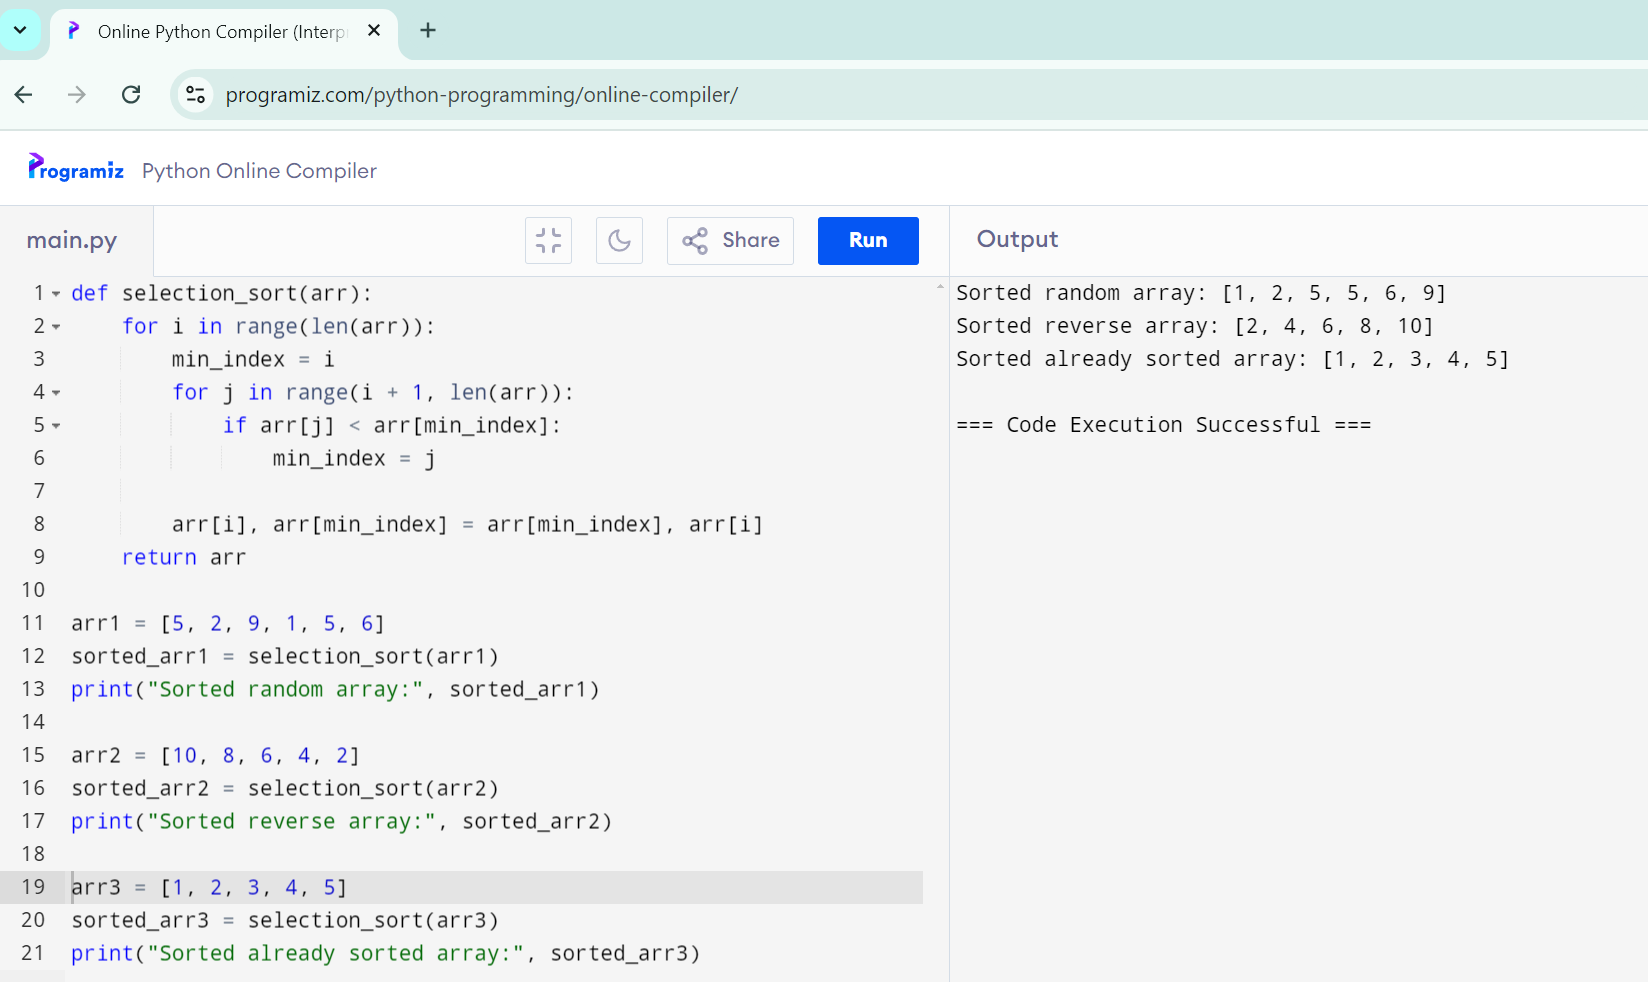 Online Python Compiler (Interp
programiz.com/python-programming/online-compiler/
Programiz Python Online Compiler
main.py
Share
Run
Output
1 def selection_sort(arr):
2     for i in range(len(arr)):
3         min_index = i
4         for j in range(i + 1, len(arr)):
5             if arr[j] < arr[min_index]:
6                 min_index = j
7
8         arr[i], arr[min_index] = arr[min_index], arr[i]
9     return arr
10
11 arr1 = [5, 2, 9, 1, 5, 6]
12 sorted_arr1 = selection_sort(arr1)
13 print("Sorted random array:", sorted_arr1)
14
15 arr2 = [10, 8, 6, 4, 2]
16 sorted_arr2 = selection_sort(arr2)
17 print("Sorted reverse array:", sorted_arr2)
18
19 arr3 = [1, 2, 3, 4, 5]
20 sorted_arr3 = selection_sort(arr3)
21 print("Sorted already sorted array:", sorted_arr3)
Sorted random array: [1, 2, 5, 5, 6, 9]
Sorted reverse array: [2, 4, 6, 8, 10]
Sorted already sorted array: [1, 2, 3, 4, 5]
=== Code Execution Successful ===